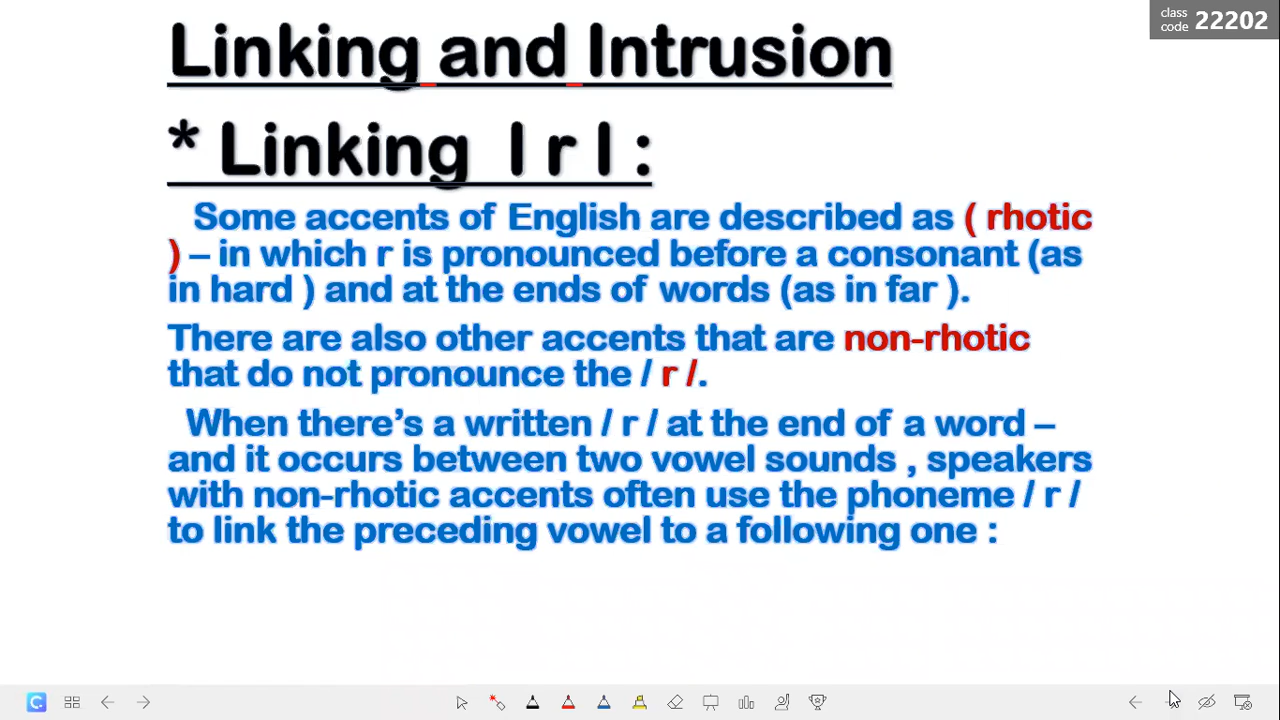 class
code 22202
Linking and Intrusion
* Linking l r l :
Some accents of English are described as ( rhotic
) – in which r is pronounced before a consonant (as
in hard ) and at the ends of words (as in far ).
There are also other accents that are non-rhotic
that do not pronounce the / r /.
When there’s a written / r / at the end of a word –
and it occurs between two vowel sounds , speakers
with non-rhotic accents often use the phoneme / r /
to link the preceding vowel to a following one :